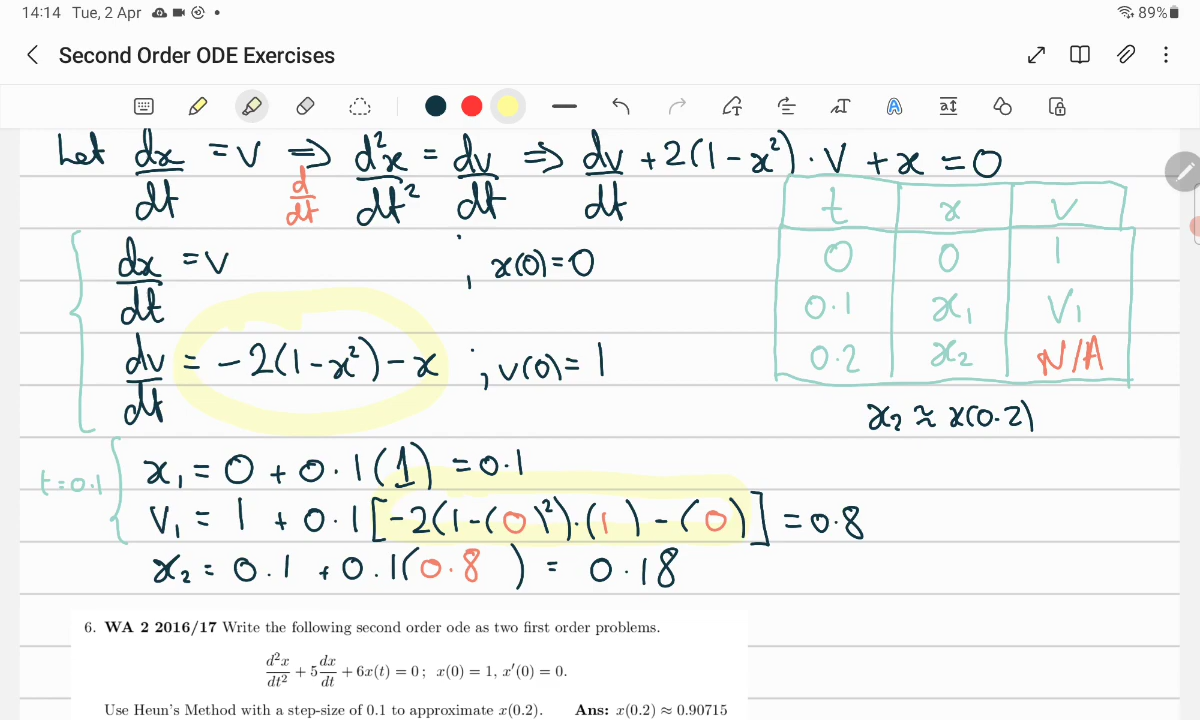 14:14 Tue, 2 Apr 89%
Second Order ODE Exercises
Let dx/dt = v ⇒ d/dt d²x/dt² = dv/dt ⇒ dv/dt + 2(1-x²)·v + x = 0
t x v
0 0 1
0.1 x₁ v₁
0.2 x₂ N/A
x₂ ≈ x(0.2)
dx/dt = v ; x(0)=0
dv/dt = -2(1-x²)-x ; v(0)=1
t=0.1
x₁ = 0 + 0.1(1) = 0.1
v₁ = 1 + 0.1[-2(1-(0)²)·(1)-(0)] = 0.8
x₂ = 0.1 + 0.1(0.8) = 0.18
6. WA 2 2016/17 Write the following second order ode as two first order problems.
d²x/dt² + 5 dx/dt + 6x(t) = 0; x(0) = 1, x′(0) = 0.
Use Heun's Method with a step-size of 0.1 to approximate x(0.2). Ans: x(0.2) ≈ 0.90715